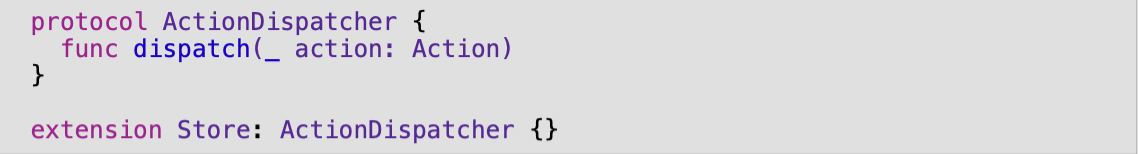 protocol ActionDispatcher {
  func dispatch(_ action: Action)
}
extension Store: ActionDispatcher {}